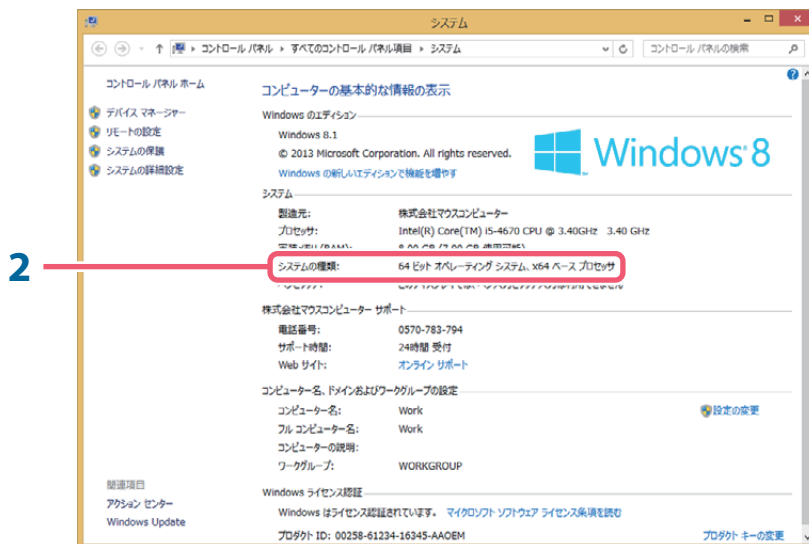 システム
コントロール パネル ▸ すべてのコントロール パネル項目 ▸ システム
コントロール パネルの検索
コントロール パネル ホーム
デバイス マネージャー
リモートの設定
システムの保護
システムの詳細設定
コンピューターの基本的な情報の表示
Windows のエディション
Windows 8.1
© 2013 Microsoft Corporation. All rights reserved.
Windows の新しいエディションで機能を増やす
Windows 8
システム
製造元: 株式会社マウスコンピューター
プロセッサ: Intel(R) Core(TM) i5-4670 CPU @ 3.40GHz 3.40 GHz
2
システムの種類: 64 ビット オペレーティング システム、x64 ベース プロセッサ
株式会社マウスコンピューター サポート
電話番号: 0570-783-794
サポート時間: 24時間 受付
Web サイト: オンライン サポート
コンピューター名、ドメインおよびワークグループの設定
コンピューター名: Work
設定の変更
フル コンピューター名: Work
コンピューターの説明:
ワークグループ: WORKGROUP
Windows ライセンス認証
Windows はライセンス認証されています。 マイクロソフト ソフトウェア ライセンス条項を読む
プロダクト ID: 00258-61234-16345-AAOEM
プロダクト キーの変更
関連項目
アクション センター
Windows Update